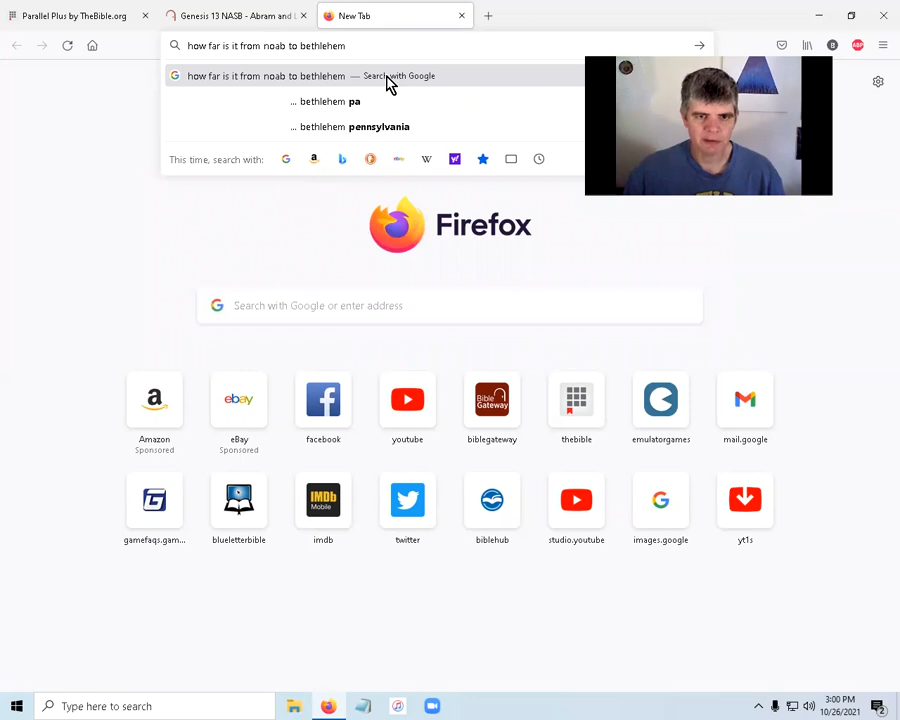 Parallel Plus by TheBible.org
Genesis 13 NASB - Abram and L
New Tab
how far is it from noab to bethlehem
how far is it from noab to bethlehem — Search with Google
... bethlehem pa
... bethlehem pennsylvania
This time, search with:
Firefox
Search with Google or enter address
Amazon
Sponsored
eBay
Sponsored
facebook
youtube
biblegateway
thebible
emulatorgames
mail.google
gamefaqs.gam...
blueletterbible
imdb
twitter
biblehub
studio.youtube
images.google
yt1s
Type here to search
3:00 PM
10/26/2021